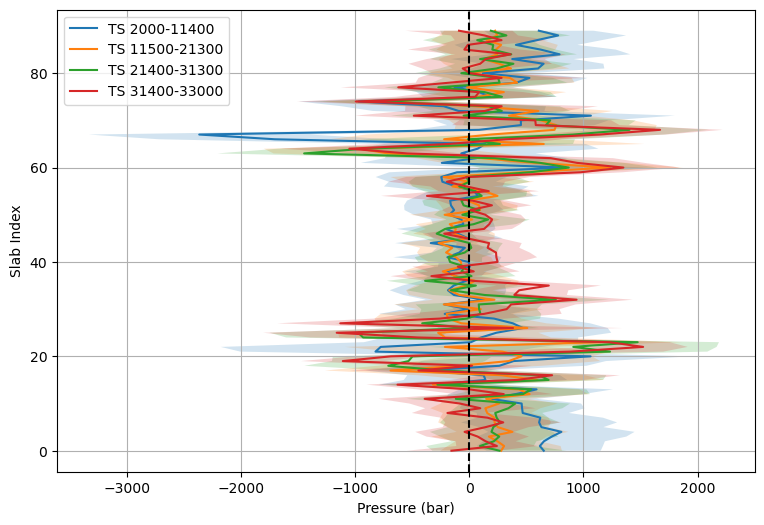 TS 2000-11400
TS 11500-21300
TS 21400-31300
TS 31400-33000
80
60
40
20
0
Slab Index
−3000 −2000 −1000 0 1000 2000
Pressure (bar)